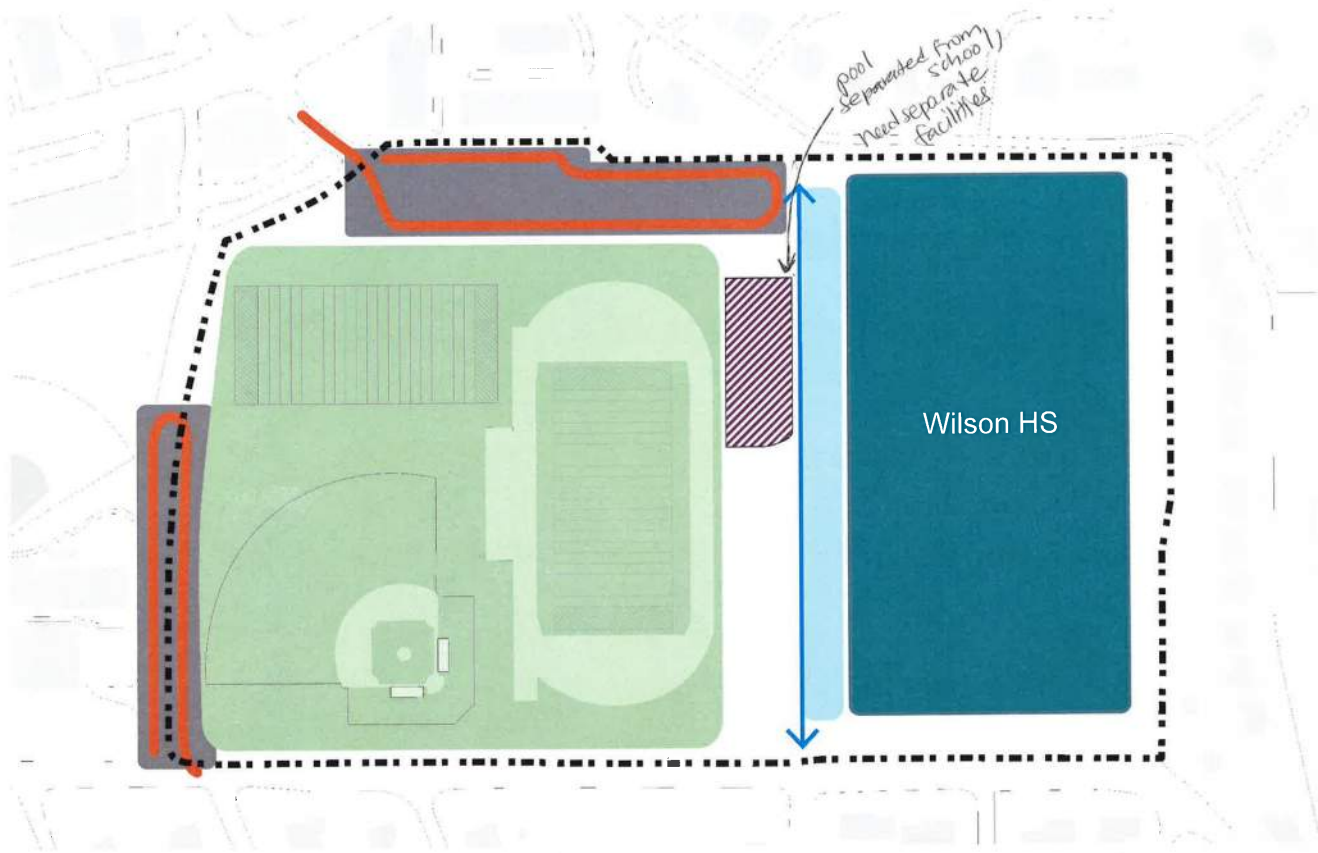 pool
separated from
school,
need separate
facilities
Wilson HS